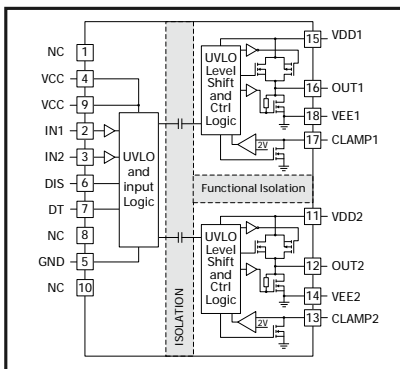 NC 1
VCC 4
VCC 9
IN1 2
IN2 3
DIS 6
DT 7
NC 8
GND 5
NC 10
UVLO
and
input
Logic
ISOLATION
UVLO
Level
Shift
and
Ctrl
Logic
2V
15 VDD1
16 OUT1
18 VEE1
17 CLAMP1
Functional Isolation
UVLO
Level
Shift
and
Ctrl
Logic
2V
11 VDD2
12 OUT2
14 VEE2
13 CLAMP2